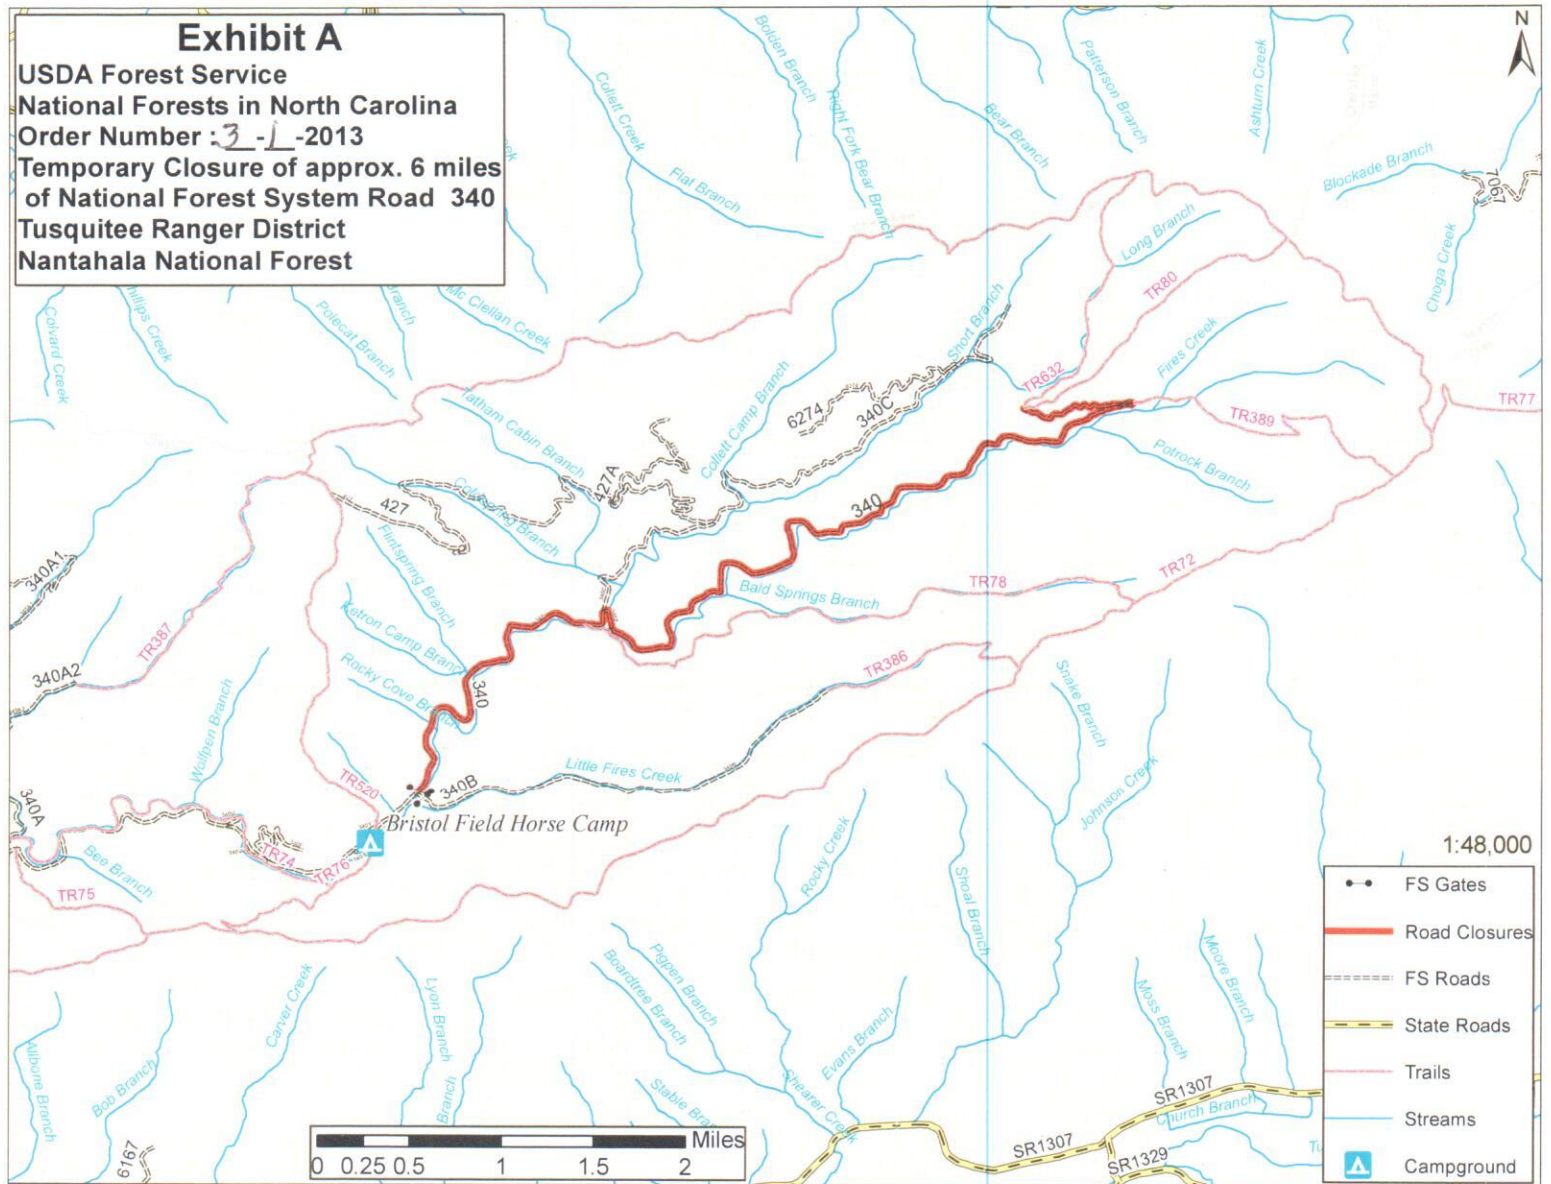 Exhibit A
USDA Forest Service
National Forests in North Carolina
Order Number : 3 - 1 -2013
Temporary Closure of approx. 6 miles
of National Forest System Road 340
Tusquitee Ranger District
Nantahala National Forest
N
Bolden Branch
Right Fork Bear Branch
Bear Branch
Patterson Branch
Ashturn Creek
Collett Creek
Flat Branch
Blockade Branch
7067
Choga Creek
Long Branch
TR80
Colvard Creek
Polecat Branch
Branch
Mc Clellan Creek
Short Branch
Fires Creek
TR632
TR77
TR389
Tatham Cabin Branch
Collett Camp Branch
6274
340C
Potrock Branch
427A
427
340
Flintspring Branch
340A1
TR387
Bald Springs Branch
TR78
TR72
Ketron Camp Branch
Rocky Cove Branch
340
TR386
340A2
Wolfpen Branch
Snake Branch
Little Fires Creek
TR520
340B
340A
Johnson Creek
Bristol Field Horse Camp
TR74
TR76
Bee Branch
TR75
Rocky Creek
Shoal Branch
1:48,000
FS Gates
Road Closures
FS Roads
State Roads
Trails
Streams
Campground
Carver Creek
Lyon Branch
Boardtree Branch
Pigpen Branch
Moore Branch
Moss Branch
Evans Branch
Shearer Creek
Bob Branch
Branch
Stable Bra
SR1307
Church Branch
SR1307
SR1329
6167
Miles
0 0.25 0.5 1 1.5 2